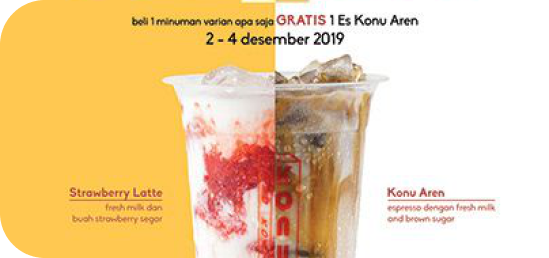 beli 1 minuman varian apa saja GRATIS 1 Es Konu Aren
2 - 4 desember 2019
Strawberry Latte
fresh milk dan
buah strawberry segar
Konu Aren
espresso dengan fresh milk
and brown sugar